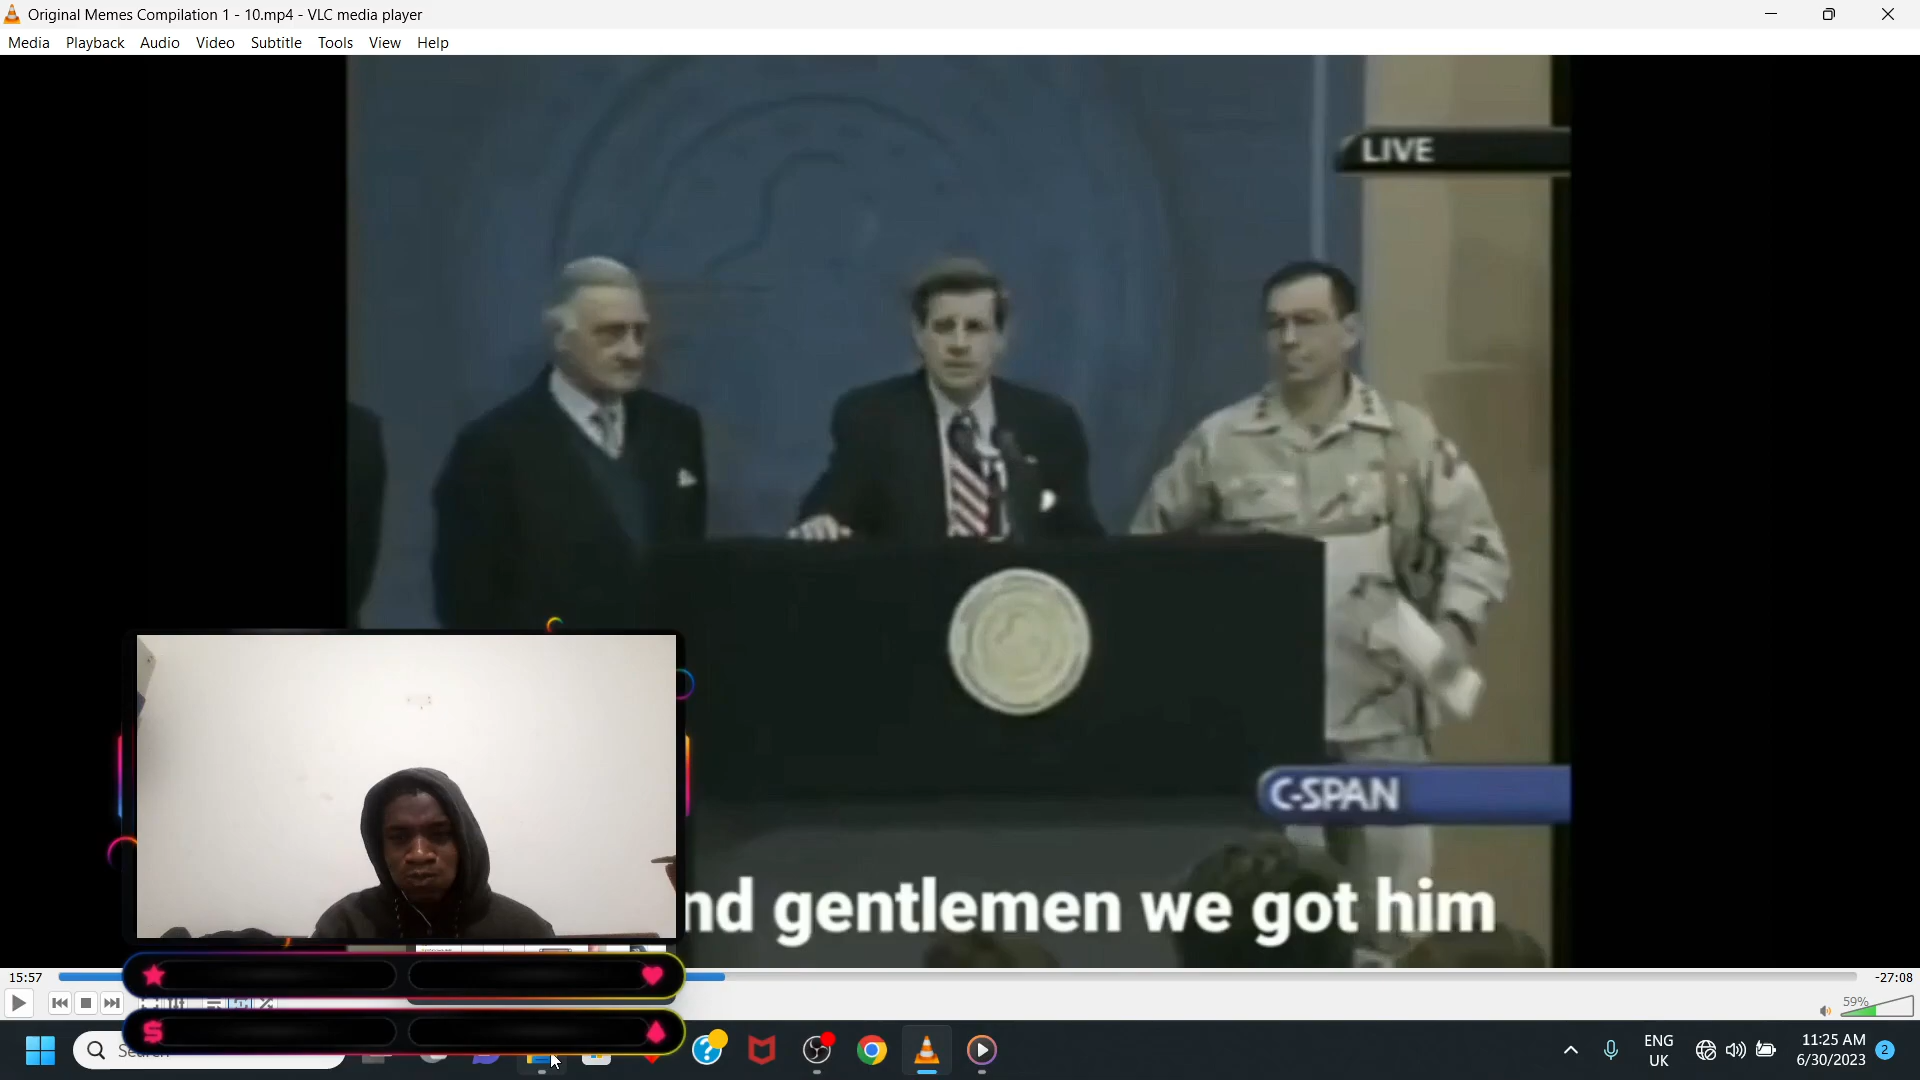 Original Memes Compilation 1 - 10.mp4 - VLC media player
Media Playback Audio Video Subtitle Tools View Help
LIVE
C-SPAN
nd gentlemen we got him
15:57
-27:08
59%
ENG
UK
11:25 AM
6/30/2023
2